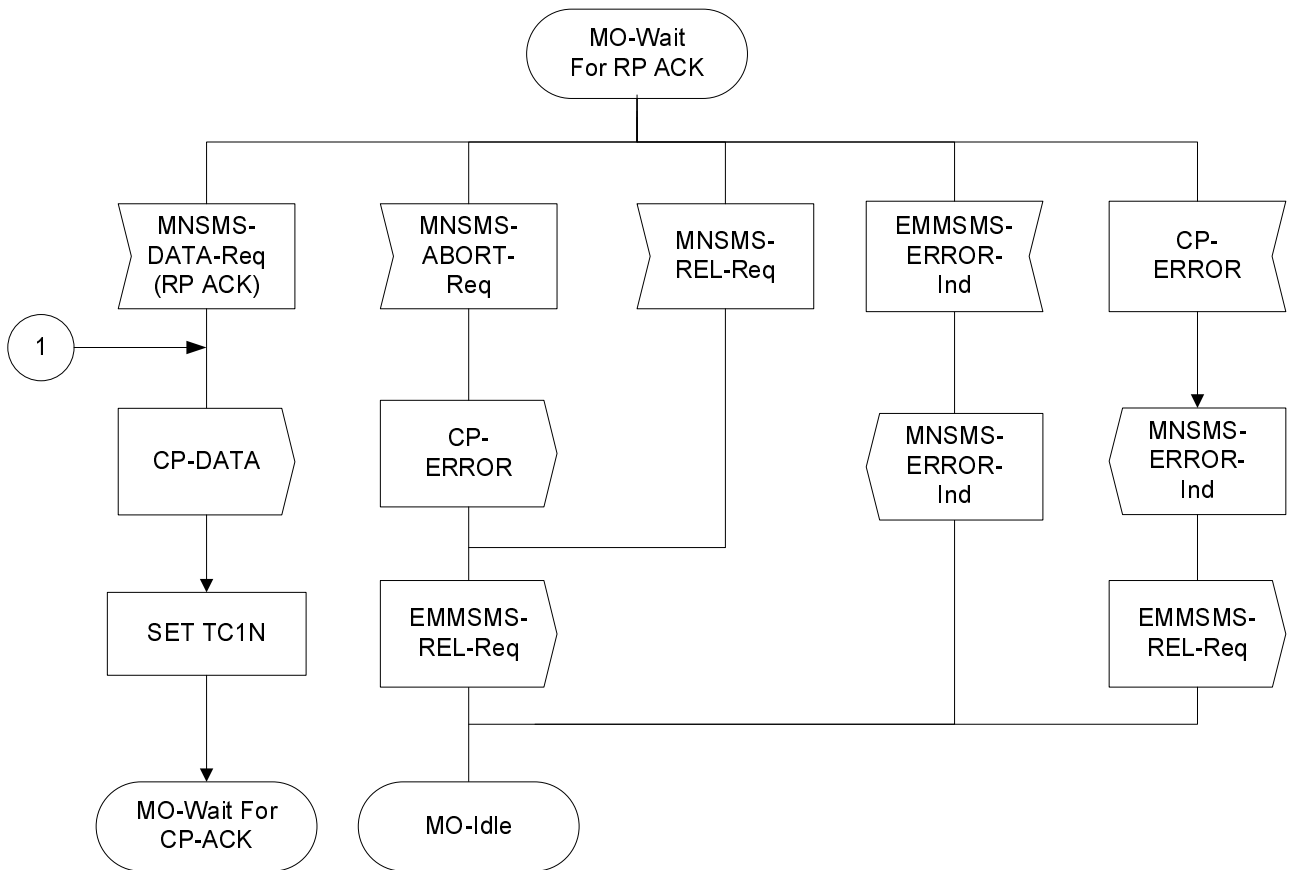 MO-Wait
For RP ACK
MNSMS-
DATA-Req
(RP ACK)
MNSMS-
ABORT-
Req
MNSMS-
REL-Req
EMMSMS-
ERROR-
Ind
CP-
ERROR
1
CP-DATA
CP-
ERROR
MNSMS-
ERROR-
Ind
MNSMS-
ERROR-
Ind
SET TC1N
EMMSMS-
REL-Req
EMMSMS-
REL-Req
MO-Wait For
CP-ACK
MO-Idle